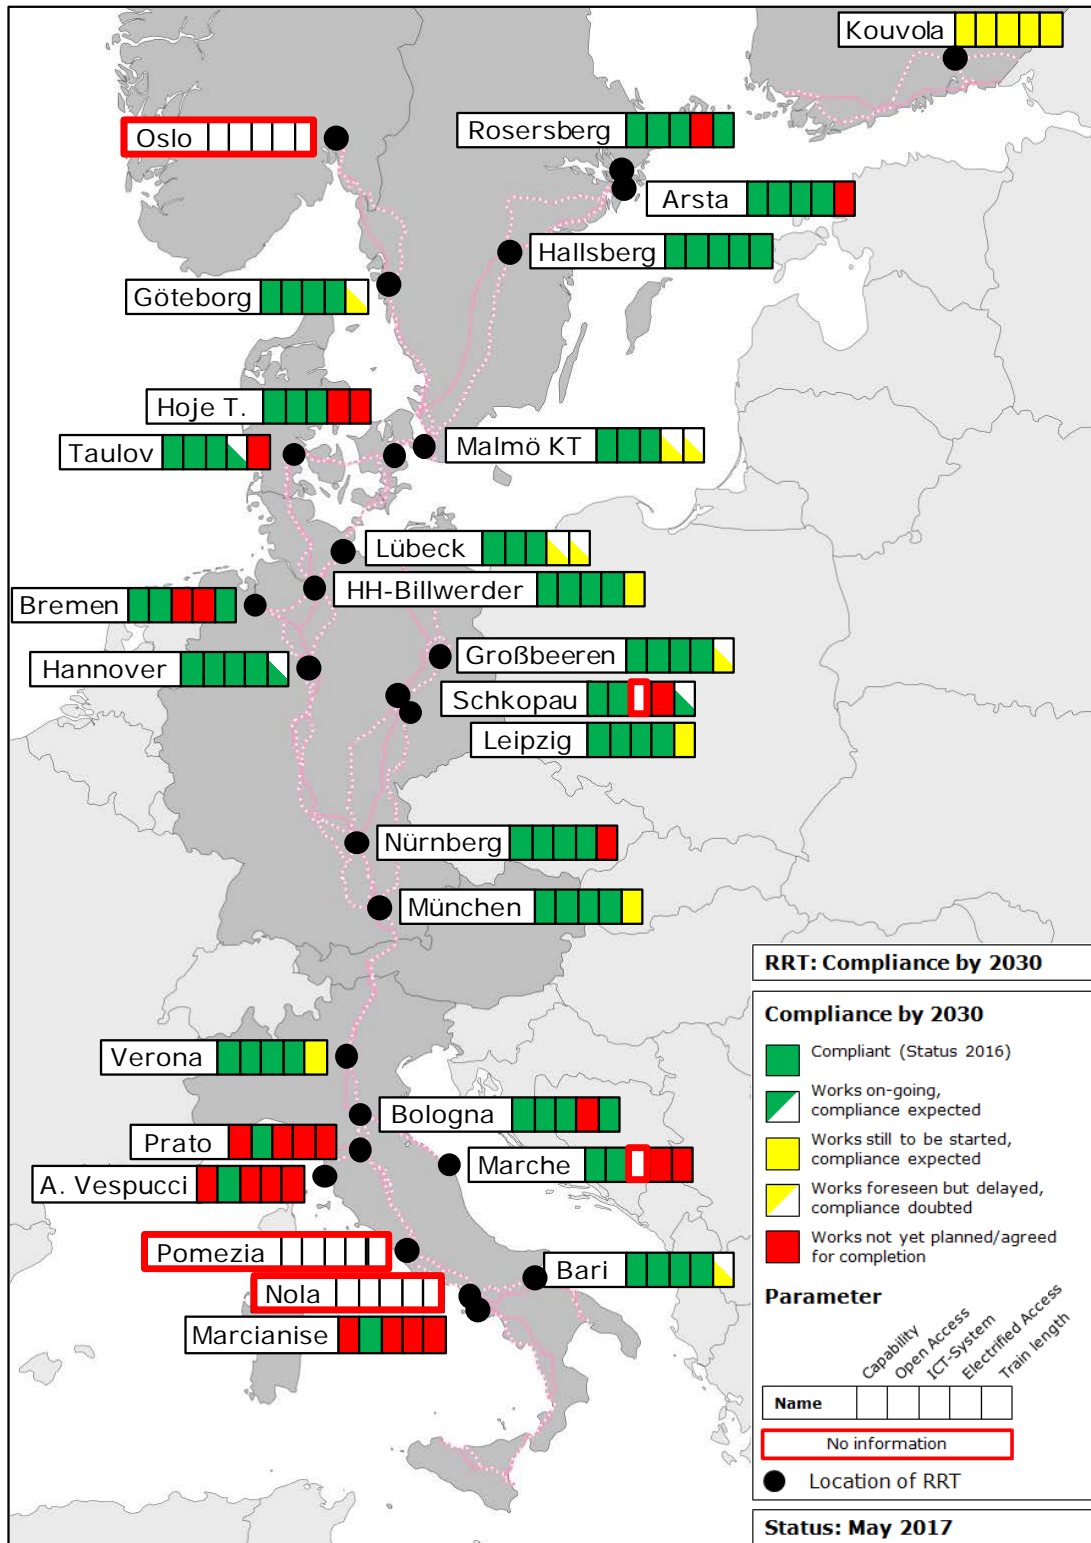 Kouvola
Oslo
Rosersberg
Arsta
Hallsberg
Göteborg
Hoje T.
Taulov
Malmö KT
Lübeck
HH-Billwerder
Bremen
Hannover
Großbeeren
Schkopau
Leipzig
Nürnberg
München
Verona
Bologna
Prato
Marche
A. Vespucci
Pomezia
Bari
Nola
Marcianise
RRT: Compliance by 2030
Compliance by 2030
Compliant (Status 2016)
Works on-going,
compliance expected
Works still to be started,
compliance expected
Works foreseen but delayed,
compliance doubted
Works not yet planned/agreed
for completion
Parameter
Capability
Open Access
ICT-System
Electrified Access
Train length
Name
No information
Location of RRT
Status: May 2017